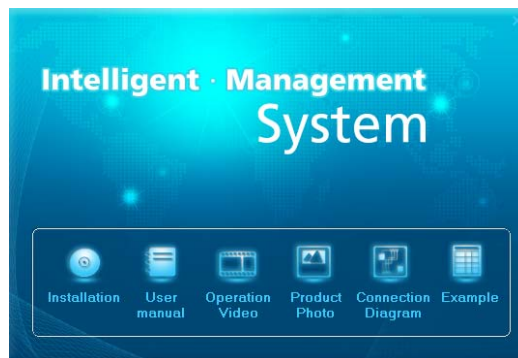 Intelligent · Management
System
Installation
User
manual
Operation
Video
Product
Photo
Connection
Diagram
Example